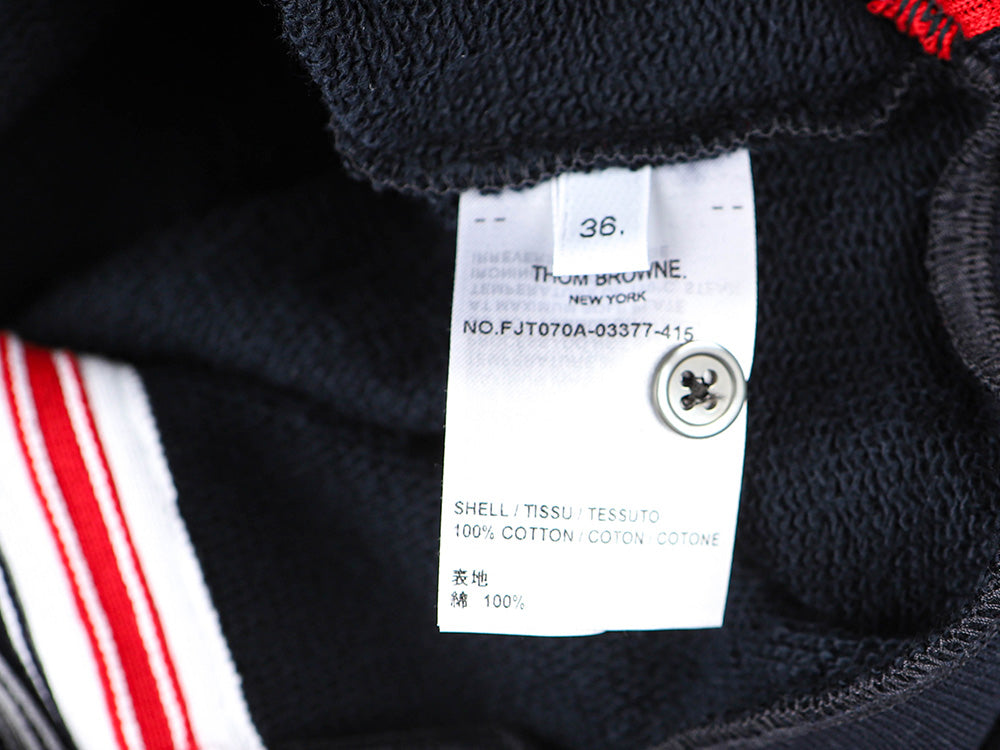 36.
THOM BROWNE.
NEW YORK
NO.FJT070A-03377-415
SHELL / TISSU / TESSUTO
100% COTTON / COTON / COTONE
表地
綿 100%